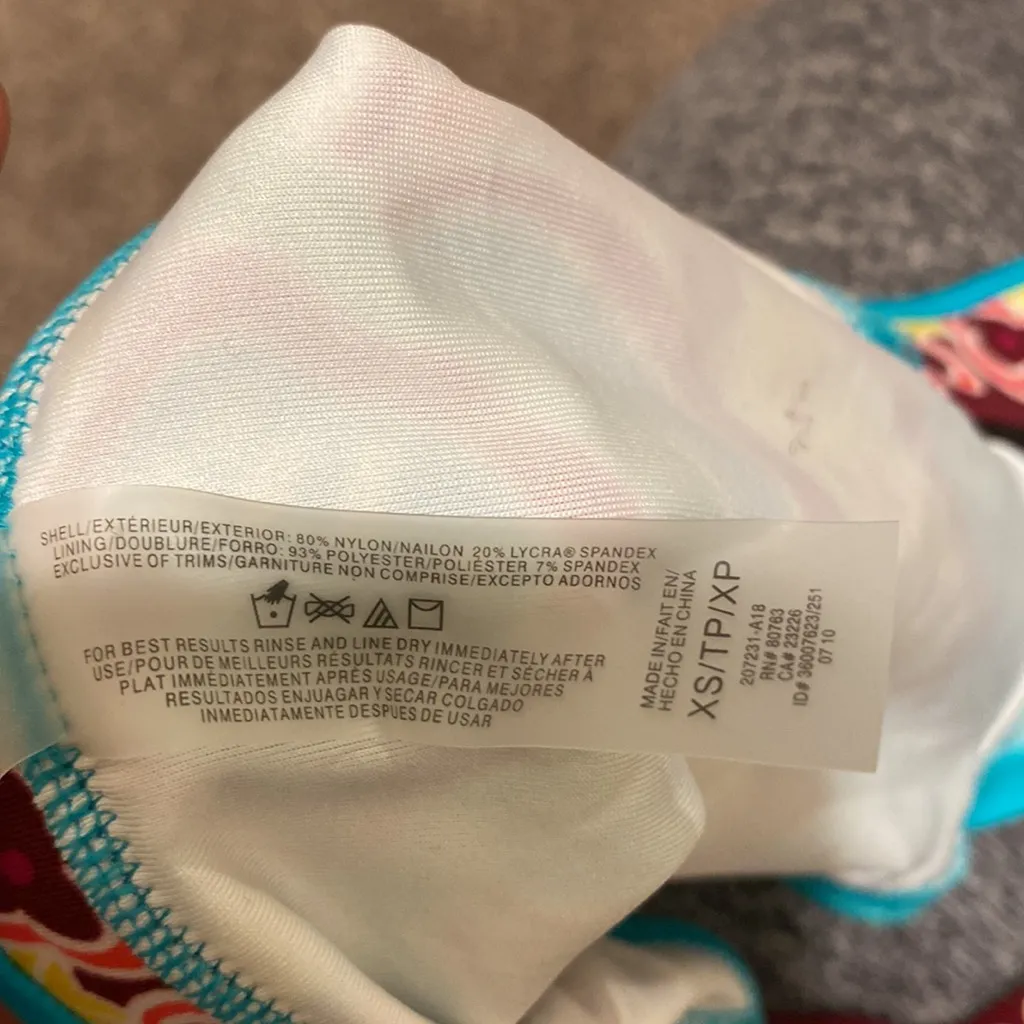 SHELL/EXTÉRIEUR/EXTERIOR: 80% NYLON/NAILON 20% LYCRA® SPANDEX
LINING/DOUBLURE/FORRO: 93% POLYESTER/POLIÉSTER 7% SPANDEX
EXCLUSIVE OF TRIMS/GARNITURE NON COMPRISE/EXCEPTO ADORNOS
FOR BEST RESULTS RINSE AND LINE DRY IMMEDIATELY AFTER
USE/POUR DE MEILLEURS RÉSULTATS RINCER ET SÉCHER À
PLAT IMMÉDIATEMENT APRÉS USAGE/PARA MEJORES
RESULTADOS ENJUAGAR Y SECAR COLGADO
INMEDIATAMENTE DESPUES DE USAR
MADE IN/FAIT EN/
HECHO EN CHINA
XS/TP/XP
207231-A18
RN# 80763
CA# 23226
ID# 36007623/251
07 10